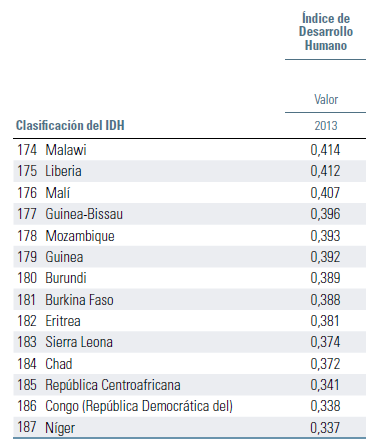 Índice de
Desarrollo
Humano
Valor
Clasificación del IDH 2013
174 Malawi 0,414
175 Liberia 0,412
176 Malí 0,407
177 Guinea-Bissau 0,396
178 Mozambique 0,393
179 Guinea 0,392
180 Burundi 0,389
181 Burkina Faso 0,388
182 Eritrea 0,381
183 Sierra Leona 0,374
184 Chad 0,372
185 República Centroafricana 0,341
186 Congo (República Democrática del) 0,338
187 Níger 0,337